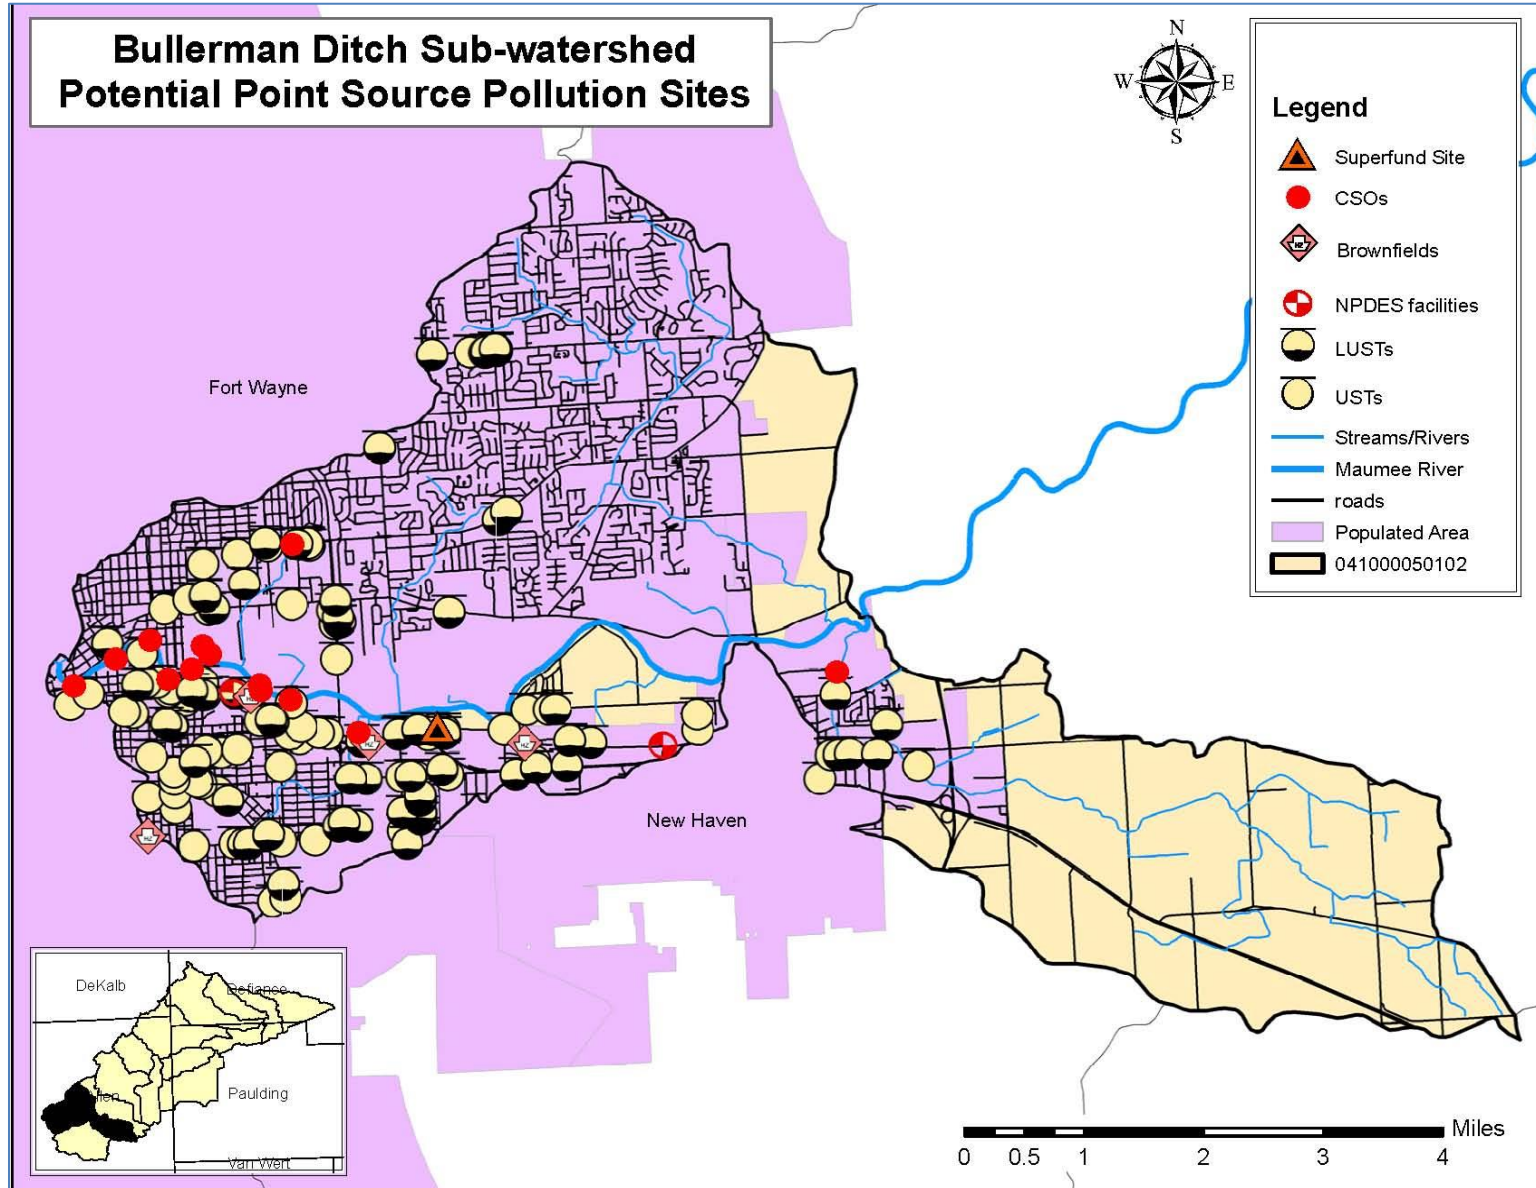 Bullerman Ditch Sub-watershed
Potential Point Source Pollution Sites
N
W E
S
Legend
Superfund Site
CSOs
Brownfields
NPDES facilities
LUSTs
USTs
Streams/Rivers
Maumee River
roads
Populated Area
041000050102
Fort Wayne
New Haven
DeKalb
Defiance
Paulding
Van Wert
Miles
0 0.5 1 2 3 4